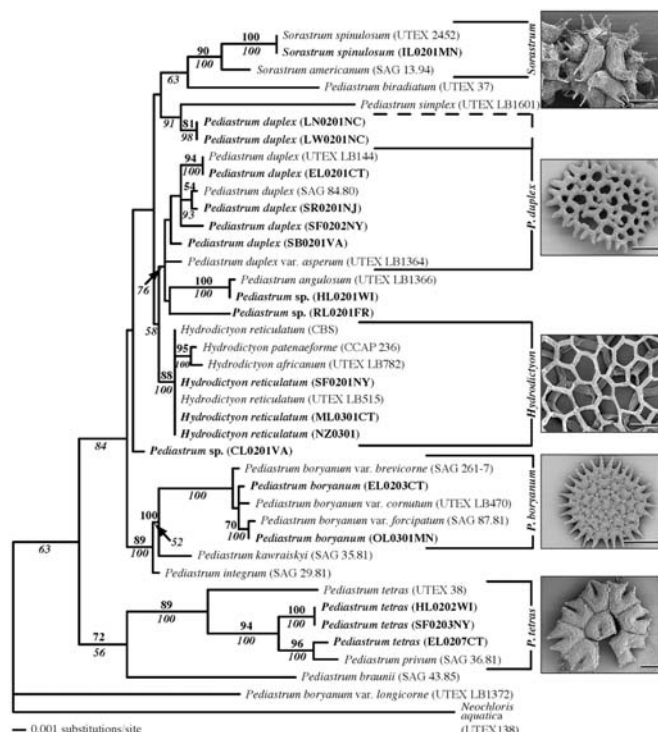 100
Sorastrum spinulosum (UTEX 2452)
90
100
Sorastrum spinulosum (IL0201MN)
100
Sorastrum americanum (SAG 13.94)
63
Pediastrum biradiatum (UTEX 37)
Sorastrum
Pediastrum simplex (UTEX LB1601)
91
81
Pediastrum duplex (LN0201NC)
98
Pediastrum duplex (LW0201NC)
94
Pediastrum duplex (UTEX LB144)
100
Pediastrum duplex (EL0201CT)
54
Pediastrum duplex (SAG 84.80)
93
Pediastrum duplex (SR0201NJ)
Pediastrum duplex (SF0202NY)
Pediastrum duplex (SB0201VA)
P. duplex
Pediastrum duplex var. asperum (UTEX LB1364)
76
100
Pediastrum angulosum (UTEX LB1366)
100
Pediastrum sp. (HL0201WI)
Pediastrum sp. (RL0201FR)
58
Hydrodictyon reticulatum (CBS)
95
Hydrodictyon patenaeforme (CCAP 236)
100
Hydrodictyon africanum (UTEX LB782)
88
Hydrodictyon reticulatum (SF0201NY)
100
Hydrodictyon reticulatum (UTEX LB515)
Hydrodictyon reticulatum (ML0301CT)
Hydrodictyon reticulatum (NZ0301)
Hydrodictyon
84
Pediastrum sp. (CL0201VA)
Pediastrum boryanum var. brevicorne (SAG 261-7)
100
Pediastrum boryanum (EL0203CT)
Pediastrum boryanum var. cornutum (UTEX LB470)
100
70
Pediastrum boryanum var. forcipatum (SAG 87.81)
100
Pediastrum boryanum (OL0301MN)
P. boryanum
89
52
100
Pediastrum kawraiskyi (SAG 35.81)
63
Pediastrum integrum (SAG 29.81)
Pediastrum tetras (UTEX 38)
89
100
100
Pediastrum tetras (HL0202WI)
94
100
Pediastrum tetras (SF0203NY)
100
96
Pediastrum tetras (EL0207CT)
72
100
Pediastrum privum (SAG 36.81)
P. tetras
56
Pediastrum braunii (SAG 43.85)
Pediastrum boryanum var. longicorne (UTEX LB1372)
Neochloris
aquatica
0.001 substitutions/site
(UTEX138)